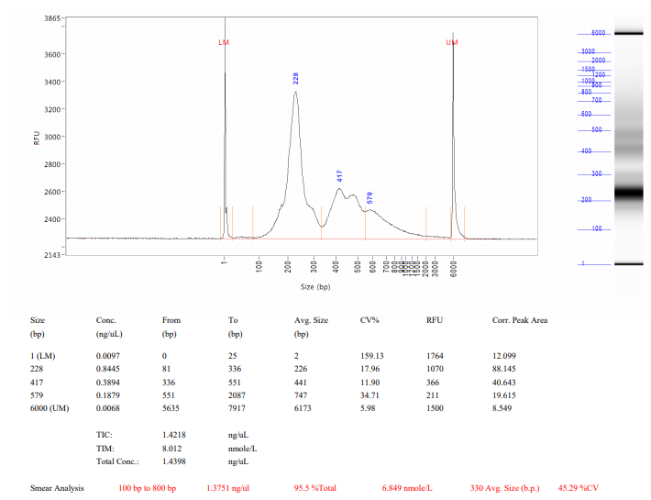 3865
3600
3400
3200
3000
2800
2600
2400
2143
RFU
LM
228
417
579
UM
1
100
200
300
400
500
600
700
800
2000
3000
6000
Size (bp)
6000
3000
1500
1200
1000
900
800
700
600
500
400
300
200
100
1
Size Conc. From To Avg. Size CV% RFU Corr. Peak Area
(bp) (ng/uL) (bp) (bp) (bp)
1 (LM) 0.0097 0 25 2 159.13 1764 12.099
228 0.8445 81 336 226 17.96 1070 88.145
417 0.3894 336 551 441 11.90 366 40.643
579 0.1879 551 2087 747 34.71 211 19.615
6000 (UM) 0.0068 5635 7917 6173 5.98 1500 8.549
TIC: 1.4218 ng/uL
TIM: 8.012 nmole/L
Total Conc.: 1.4398 ng/uL
Smear Analysis 100 bp to 800 bp 1.3751 ng/ul 95.5 %Total 6.849 nmole/L 330 Avg. Size (b.p.) 45.29 %CV